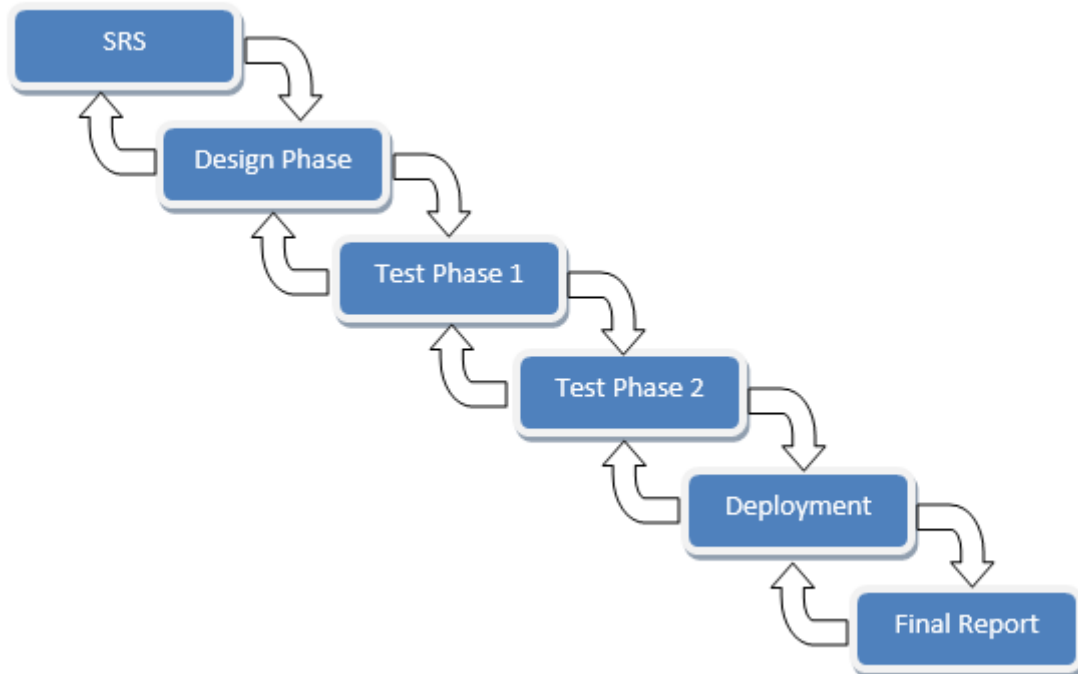 SRS
Design Phase
Test Phase 1
Test Phase 2
Deployment
Final Report